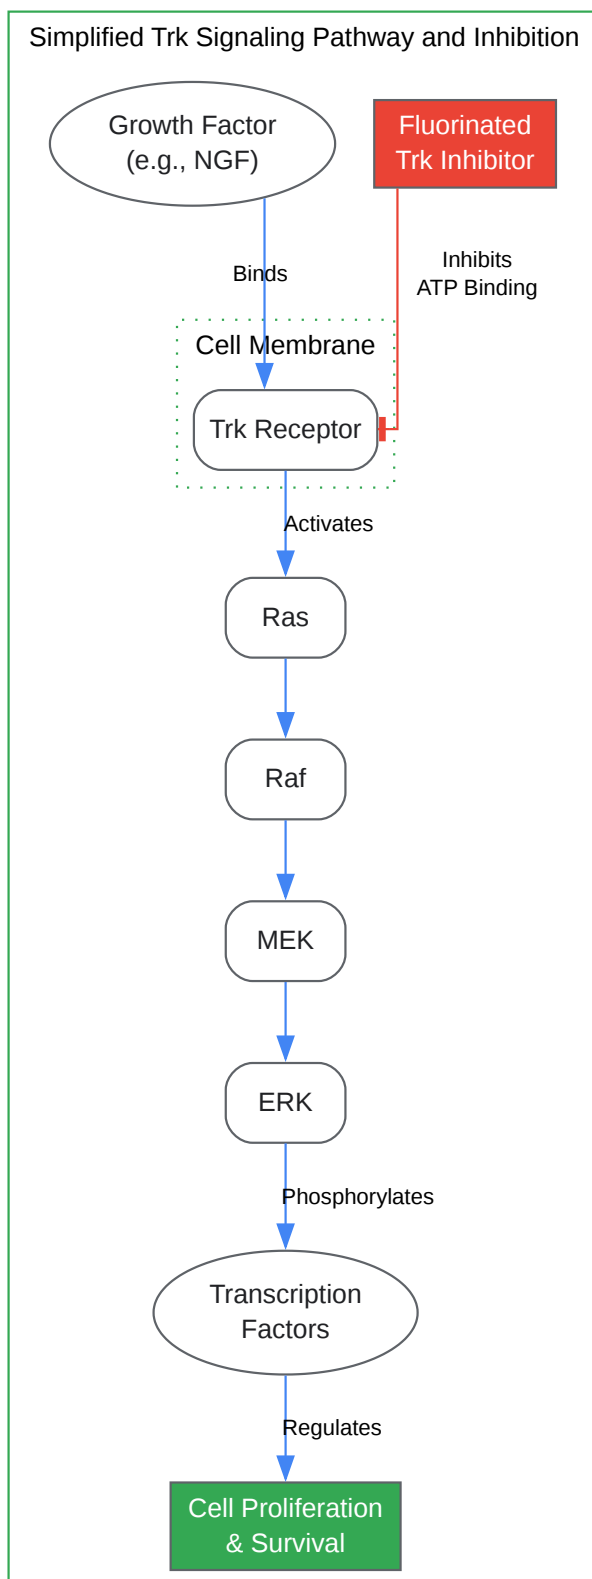 Simplified Trk Signaling Pathway and Inhibition
Growth Factor
(e.g., NGF)
Fluorinated
Trk Inhibitor
Binds
Inhibits
ATP Binding
Cell Membrane
Trk Receptor
Activates
Ras
Raf
MEK
ERK
Phosphorylates
Transcription
Factors
Regulates
Cell Proliferation
& Survival